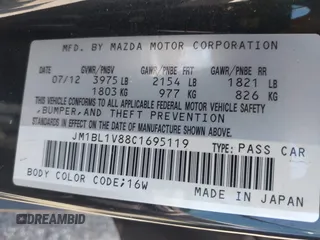 MFD. BY MAZDA MOTOR CORPORATION
GVWR/PNBV GAWR/PNBE FRT GAWR/PNBE RR
07/12 3975 LB 2154 LB 1821 LB
1803 KG 977 KG 826 KG
THIS VEHICLE CONFORMS TO ALL APPLICABLE
FEDERAL MOTOR VEHICLE SAFETY
,BUMPER, AND THEFT PREVENTION
STANDARDS IN EFFECT ON THE DATE OF
MANUFACTURE SHOWN ABOVE.
JM1BL1V88C1695119 TYPE: PASS CAR
BODY COLOR CODE;16W MADE IN JAPAN
DREAMBID